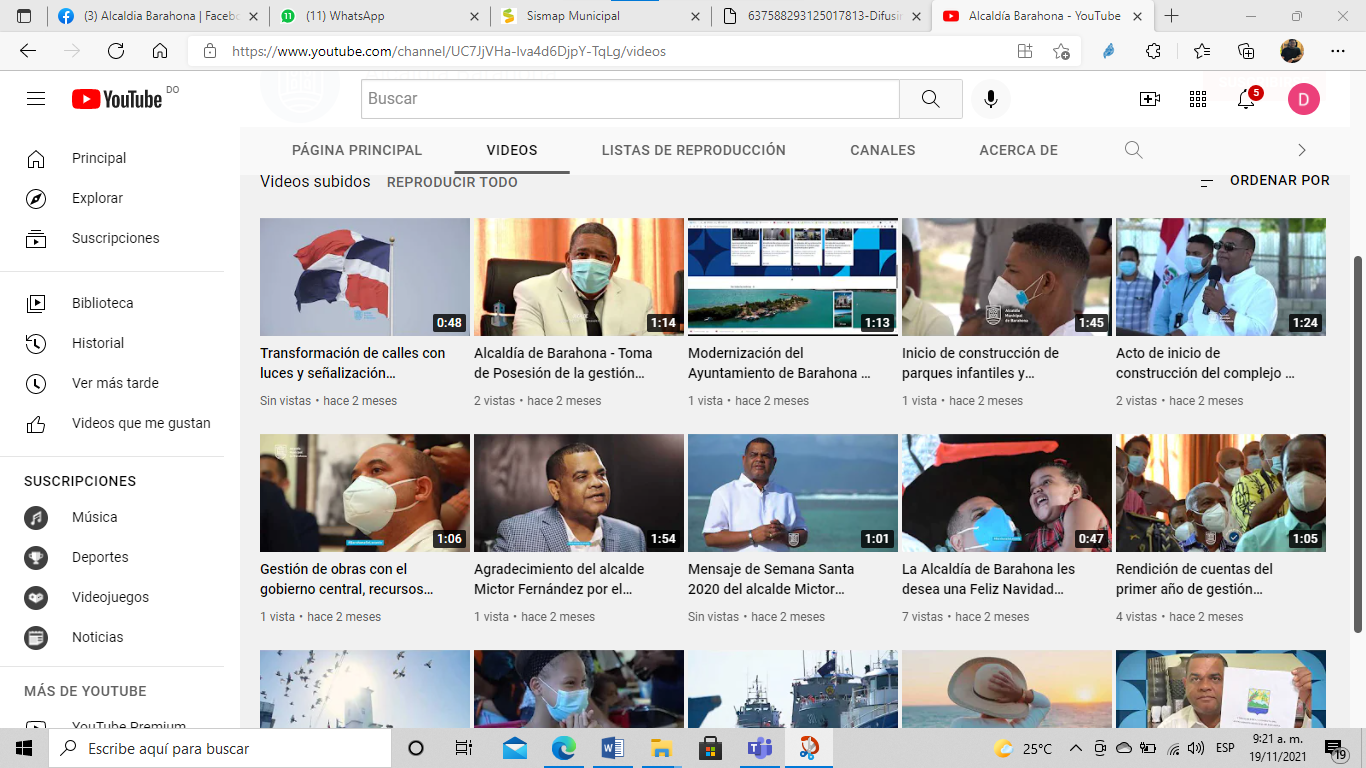 (3) Alcaldia Barahona | Facebo
(11) WhatsApp
Sismap Municipal
637588293125017813-Difusir
Alcaldía Barahona - YouTube
https://www.youtube.com/channel/UC7JjVHa-lva4d6DjpY-TqLg/videos
YouTube DO
Buscar
5
D
PÁGINA PRINCIPAL
VIDEOS
LISTAS DE REPRODUCCIÓN
CANALES
ACERCA DE
Principal
Explorar
Suscripciones
Biblioteca
Historial
Ver más tarde
Videos que me gustan
SUSCRIPCIONES
Música
Deportes
Videojuegos
Noticias
MÁS DE YOUTUBE
YouTube Premium
Videos subidos
REPRODUCIR TODO
ORDENAR POR
0:48
Transformación de calles con
luces y señalización…
Sin vistas • hace 2 meses
1:14
Alcaldía de Barahona - Toma
de Posesión de la gestión…
2 vistas • hace 2 meses
1:13
Modernización del
Ayuntamiento de Barahona …
1 vista • hace 2 meses
Alcaldía
Municipal
de Barahona
1:45
Inicio de construcción de
parques infantiles y…
1 vista • hace 2 meses
1:24
Acto de inicio de
construcción del complejo …
2 vistas • hace 2 meses
1:06
Gestión de obras con el
gobierno central, recursos…
1 vista • hace 2 meses
1:54
Agradecimiento del alcalde
Mictor Fernández por el…
1 vista • hace 2 meses
1:01
Mensaje de Semana Santa
2020 del alcalde Mictor…
Sin vistas • hace 2 meses
0:47
La Alcaldía de Barahona les
desea una Feliz Navidad…
7 vistas • hace 2 meses
1:05
Rendición de cuentas del
primer año de gestión…
4 vistas • hace 2 meses
Escribe aquí para buscar
25°C
ESP
9:21 a. m.
19/11/2021
19